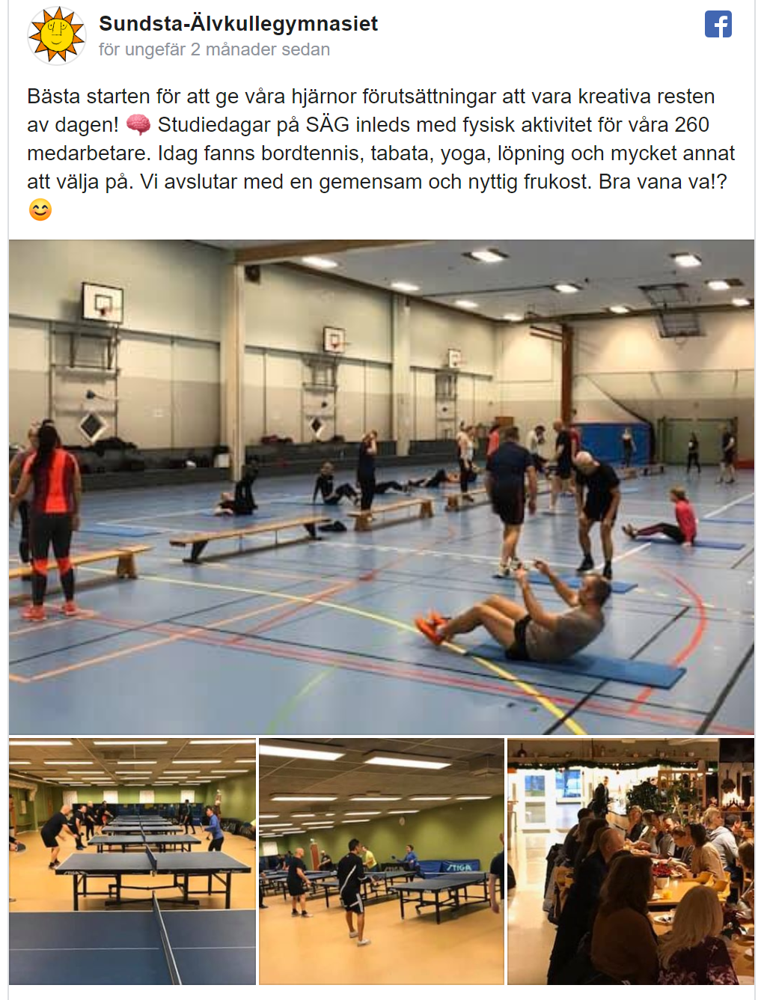 Sundsta-Älvkullegymnasiet
för ungefär 2 månader sedan
Bästa starten för att ge våra hjärnor förutsättningar att vara kreativa resten
av dagen! 🧠 Studiedagar på SÄG inleds med fysisk aktivitet för våra 260
medarbetare. Idag fanns bordtennis, tabata, yoga, löpning och mycket annat
att välja på. Vi avslutar med en gemensam och nyttig frukost. Bra vana va!?
😊
STIGA
STIGA